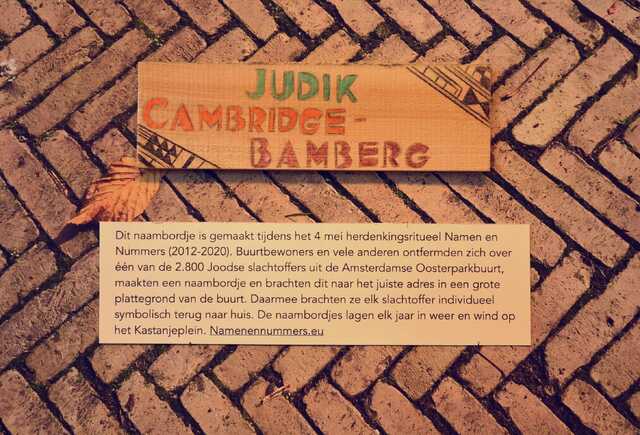 JUDIK
CAMBRIDGE-
BAMBERG
Dit naambordje is gemaakt tijdens het 4 mei herdenkingsritueel Namen en
Nummers (2012-2020). Buurtbewoners en vele anderen ontfermden zich over
één van de 2.800 Joodse slachtoffers uit de Amsterdamse Oosterparkbuurt,
maakten een naambordje en brachten dit naar het juiste adres in een grote
plattegrond van de buurt. Daarmee brachten ze elk slachtoffer individueel
symbolisch terug naar huis. De naambordjes lagen elk jaar in weer en wind op
het Kastanjeplein. Namenennummers.eu